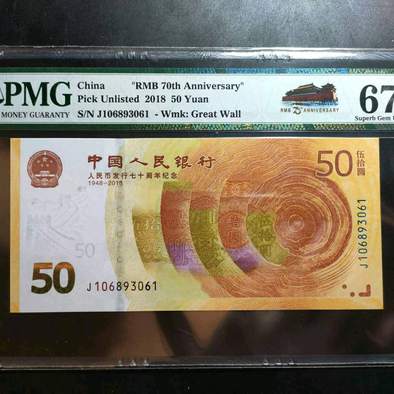 PMG
MONEY GUARANTY
China "RMB 70th Anniversary"
Pick Unlisted 2018 50 Yuan
S/N J106893061 - Wmk: Great Wall
RMB 70 ANNIVERSARY
67
Superb Gem
中国人民银行
人民币发行七十周年纪念
1948-2018
50 伍拾圆
50
50
J106893061
J106893061